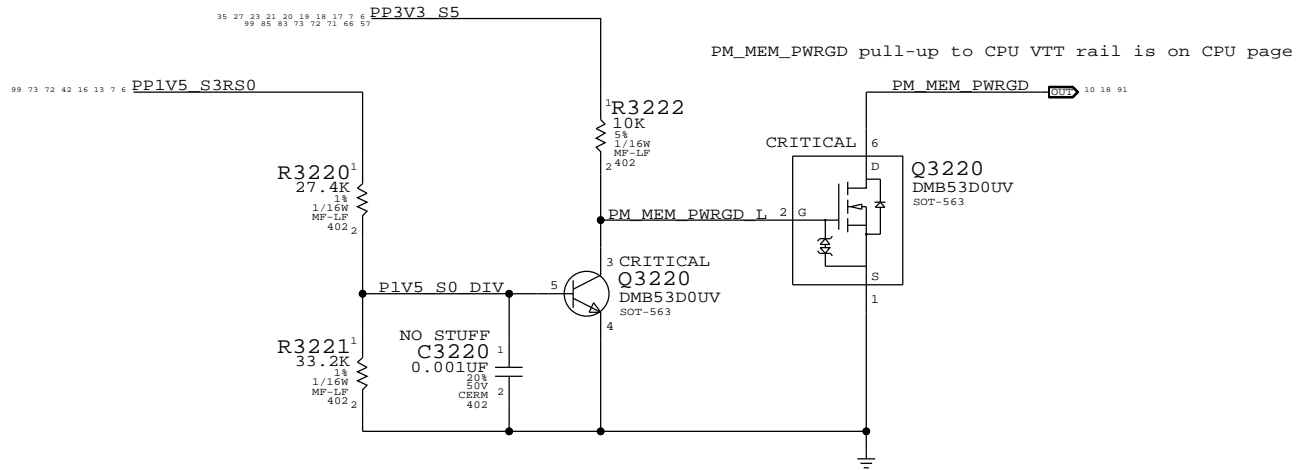 35 27 23 21 20 19 18 17 7 6
99 85 83 73 72 71 66 57
PP3V3_S5
PM_MEM_PWRGD pull-up to CPU VTT rail is on CPU page
99 73 72 42 16 13 7 6
PP1V5_S3RS0
PM_MEM_PWRGD
OUT
10 18 91
1
R3222
10K
5%
1/16W
MF-LF
402
2
CRITICAL
6
D
Q3220
DMB53D0UV
SOT-563
R3220
1
27.4K
1%
1/16W
MF-LF
402
2
PM_MEM_PWRGD_L
2
G
S
1
3
CRITICAL
Q3220
DMB53D0UV
SOT-563
P1V5_S0_DIV
5
4
R3221
1
33.2K
1%
1/16W
MF-LF
402
2
NO STUFF
C3220
1
0.001UF
20%
50V
CERM
402
2